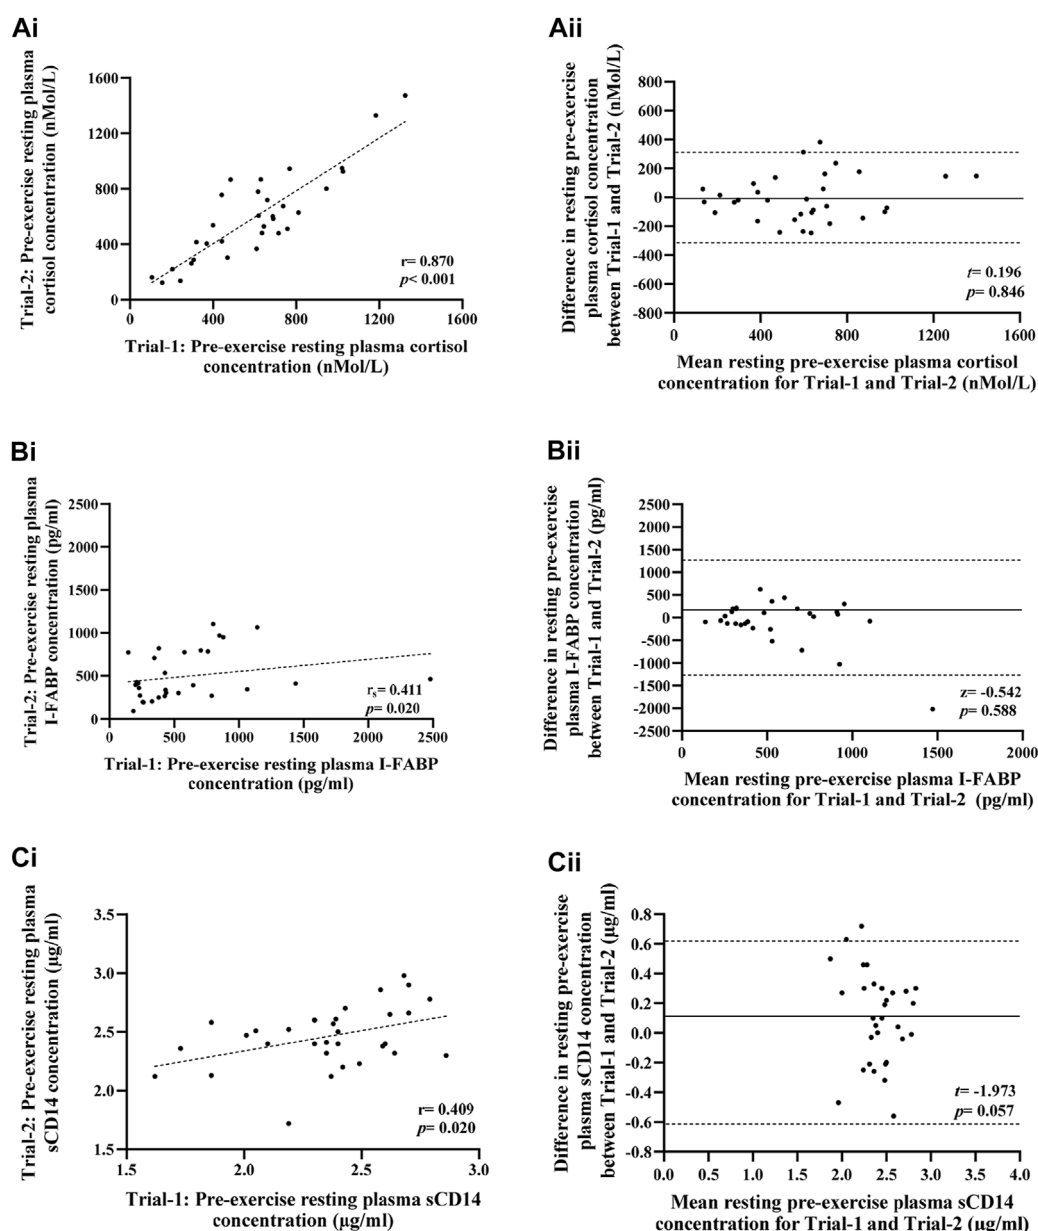 Ai
Trial-2: Pre-exercise resting plasma
cortisol concentration (nMol/L)
1600
1200
800
400
0
0
400
800
1200
1600
r= 0.870
p< 0.001
Trial-1: Pre-exercise resting plasma cortisol
concentration (nMol/L)
Aii
Difference in resting pre-exercise
plasma cortisol concentration
between Trial-1 and Trial-2 (nMol/L)
800
600
400
200
0
-200
-400
-600
-800
0
400
800
1200
1600
t= 0.196
p= 0.846
Mean resting pre-exercise plasma cortisol
concentration for Trial-1 and Trial-2 (nMol/L)
Bi
Trial-2: Pre-exercise resting plasma
I-FABP concentration (pg/ml)
2500
2000
1500
1000
500
0
0
500
1000
1500
2000
2500
rs= 0.411
p= 0.020
Trial-1: Pre-exercise resting plasma I-FABP
concentration (pg/ml)
Bii
Difference in resting pre-exercise
plasma I-FABP concentration
between Trial-1 and Trial-2 (pg/ml)
2500
2000
1500
1000
500
0
-500
-1000
-1500
-2000
-2500
0
500
1000
1500
2000
z= -0.542
p= 0.588
Mean resting pre-exercise plasma I-FABP
concentration for Trial-1 and Trial-2 (pg/ml)
Ci
Trial-2: Pre-exercise resting plasma
sCD14 concentration (µg/ml)
3.5
3.0
2.5
2.0
1.5
1.5
2.0
2.5
3.0
r= 0.409
p= 0.020
Trial-1: Pre-exercise resting plasma sCD14
concentration (µg/ml)
Cii
Difference in resting pre-exercise
plasma sCD14 concentration
between Trial-1 and Trial-2 (µg/ml)
0.8
0.6
0.4
0.2
0.0
-0.2
-0.4
-0.6
-0.8
0.0
0.5
1.0
1.5
2.0
2.5
3.0
3.5
4.0
t= -1.973
p= 0.057
Mean resting pre-exercise plasma sCD14
concentration for Trial-1 and Trial-2 (µg/ml)